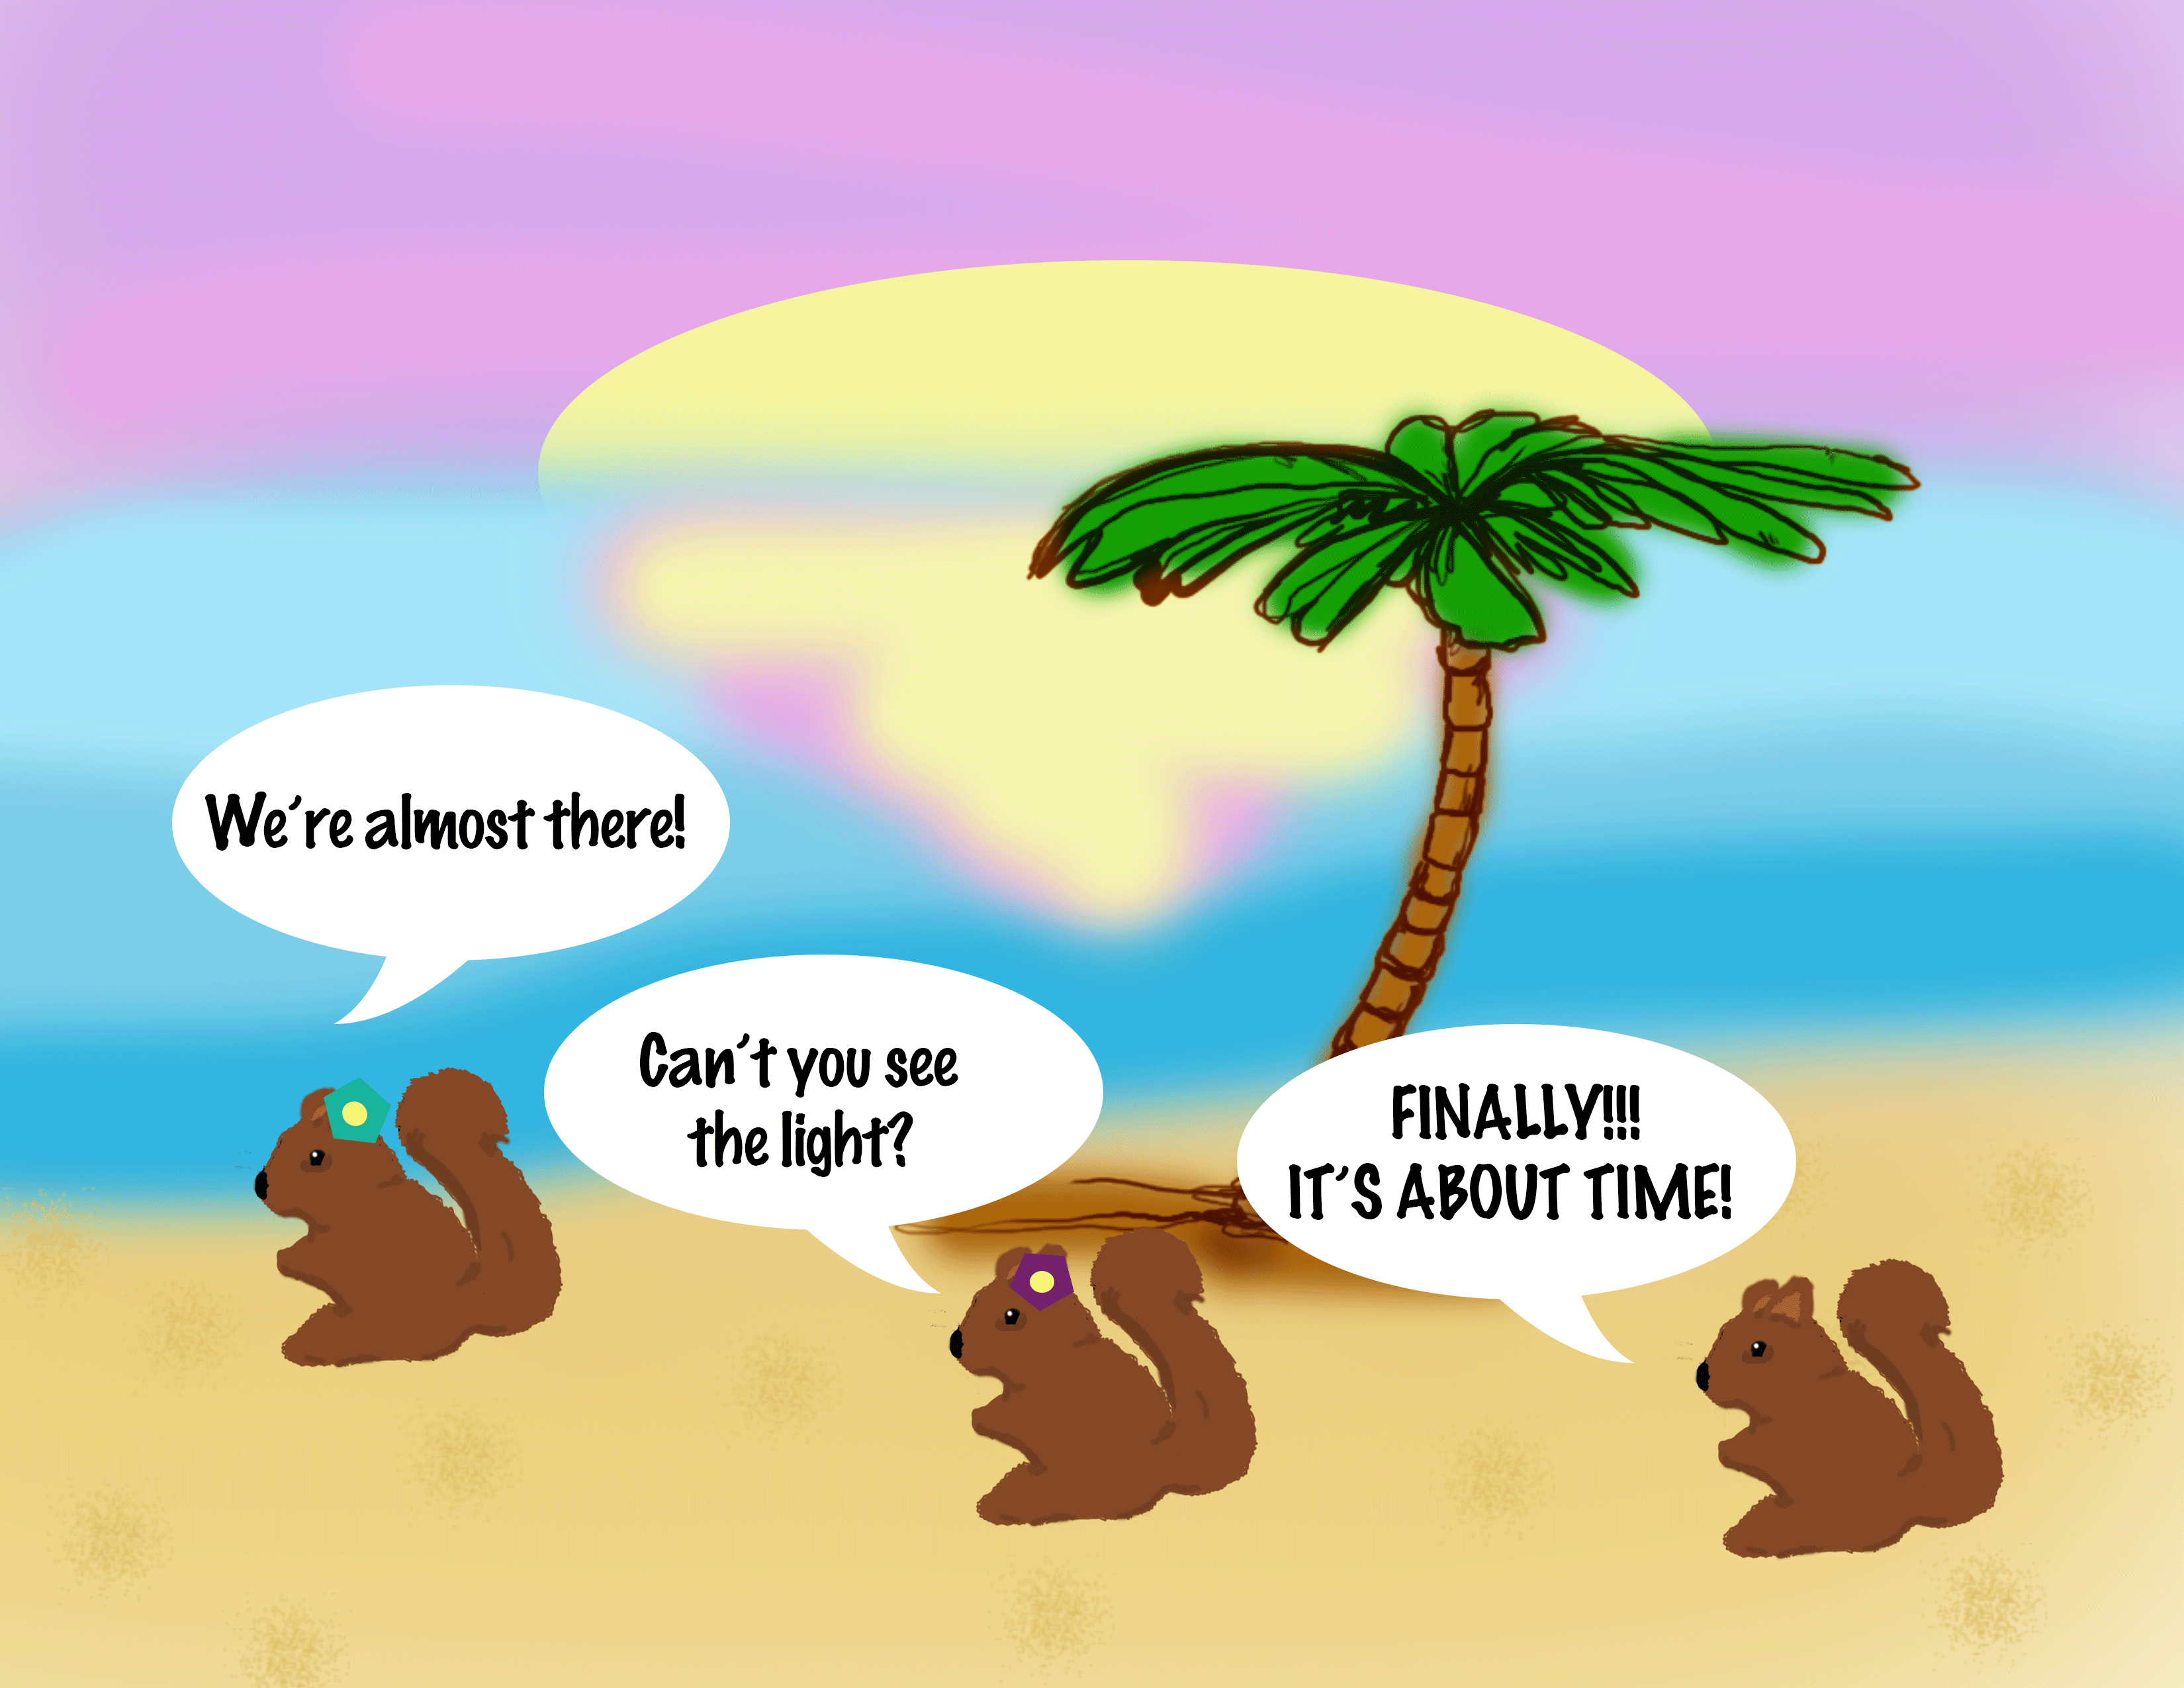 We're almost there!
Can't you see
the light?
FINALLY!!!
IT'S ABOUT TIME!